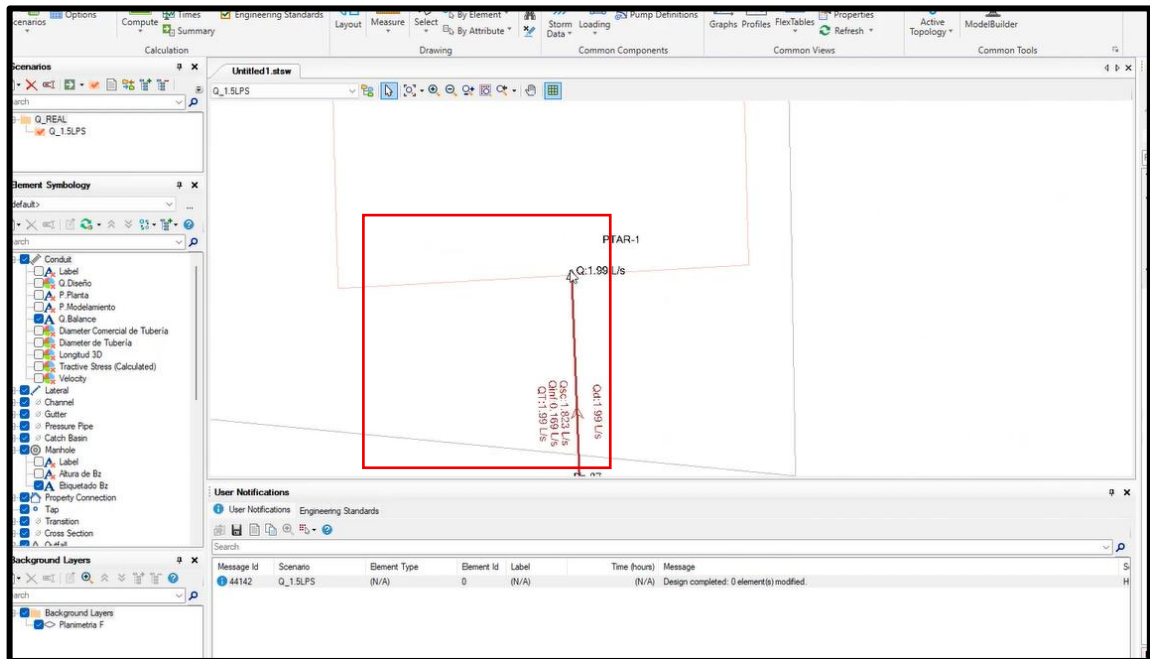 Options
Compute
Times
Summary
Engineering Standards
Layout
Measure
Select
By Element
By Attribute
Storm Data
Loading
Pump Definitions
Graphs
Profiles
FlexTables
Properties
Refresh
Active Topology
ModelBuilder
Calculation
Drawing
Common Components
Common Views
Common Tools
Untitled1.stsw
Q_1.5LPS
Q_REAL
Q_1.5LPS
Element Symbology
Conduit
Label
Q.Diseño
P.Planta
P.Modelamiento
Q.Balance
Diameter Comercial de Tubería
Diameter de Tubería
Longitud 3D
Tractive Stress (Calculated)
Velocity
Lateral
Channel
Gutter
Pressure Pipe
Catch Basin
Manhole
Label
Altura de Bz
Etiquetado Bz
Property Connection
Tap
Transition
Cross Section
Background Layers
Background Layers
Planimetria F
PTAR-1
Q:1.99 L/s
Qsc:1.823 L/s
Qinf 0.169 L/s
QT:1.99 L/s
Qd:1.99 L/s
User Notifications
User Notifications
Engineering Standards
Search
Message Id Scenario Element Type Element Id Label Time (hours) Message
44142 Q_1.5LPS (N/A) 0 (N/A) (N/A) Design completed: 0 element(s) modified.